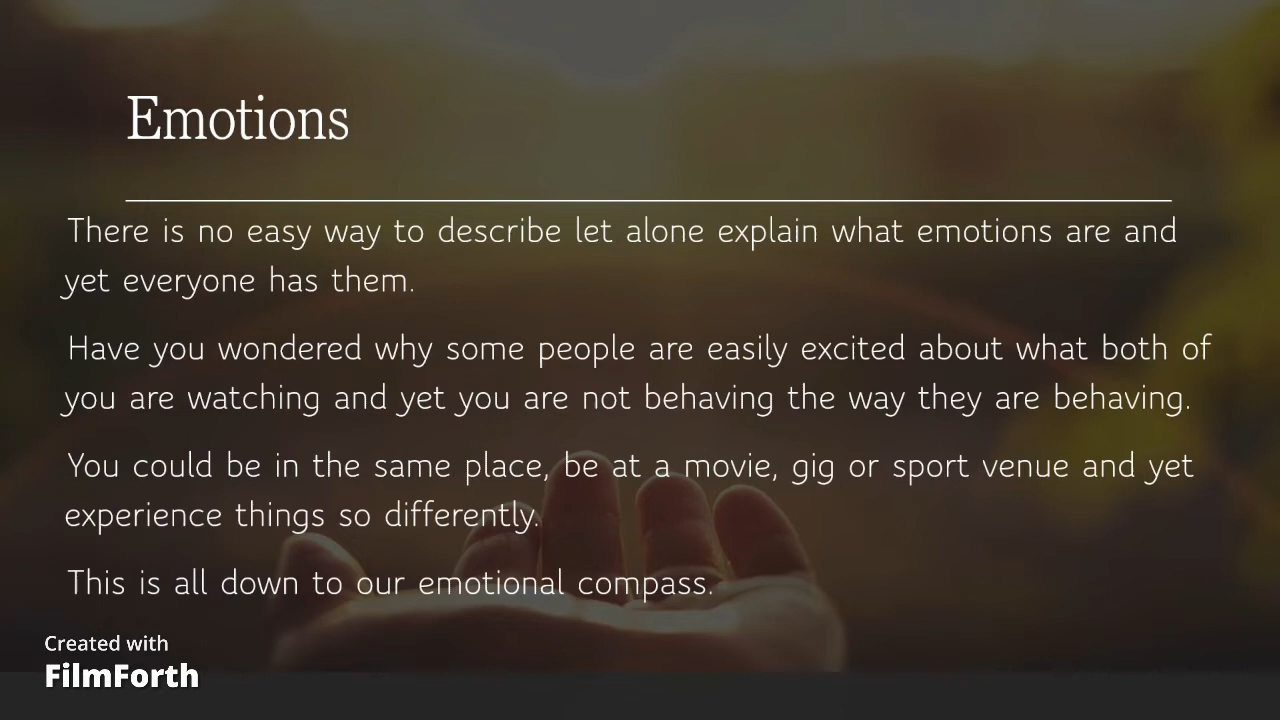 Emotions
There is no easy way to describe let alone explain what emotions are and
yet everyone has them.
Have you wondered why some people are easily excited about what both of
you are watching and yet you are not behaving the way they are behaving.
You could be in the same place, be at a movie, gig or sport venue and yet
experience things so differently.
This is all down to our emotional compass.
Created with
FilmForth